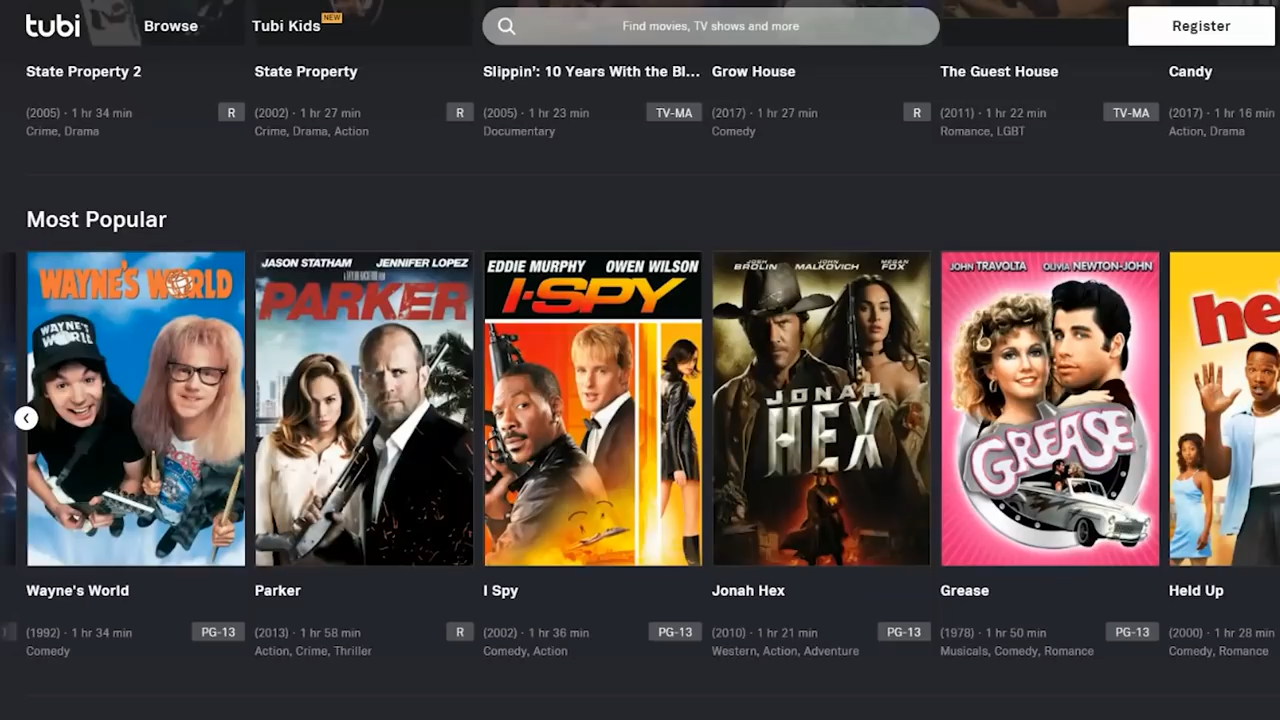 tubi
Browse
Tubi Kids
NEW
Find movies, TV shows and more
Register
State Property 2
State Property
Slippin': 10 Years With the Bl...
Grow House
The Guest House
Candy
(2005) · 1 hr 34 min
R
(2002) · 1 hr 27 min
R
(2005) · 1 hr 23 min
TV-MA
(2017) · 1 hr 27 min
R
(2011) · 1 hr 22 min
TV-MA
(2017) · 1 hr 16 min
Crime, Drama
Crime, Drama, Action
Documentary
Comedy
Romance, LGBT
Action, Drama
Most Popular
WAYNE'S WORLD
WAYNE'S WORLD
JASON STATHAM JENNIFER LOPEZ
PARKER
EDDIE MURPHY OWEN WILSON
I-SPY
JOSH BROLIN JOHN MALKOVICH MEGAN FOX
JONAH
HEX
JOHN TRAVOLTA OLIVIA NEWTON-JOHN
GREASE
he
Wayne's World
Parker
I Spy
Jonah Hex
Grease
Held Up
(1992) · 1 hr 34 min
PG-13
(2013) · 1 hr 58 min
R
(2002) · 1 hr 36 min
PG-13
(2010) · 1 hr 21 min
PG-13
(1978) · 1 hr 50 min
PG-13
(2000) · 1 hr 28 min
Comedy
Action, Crime, Thriller
Comedy, Action
Western, Action, Adventure
Musicals, Comedy, Romance
Comedy, Romance